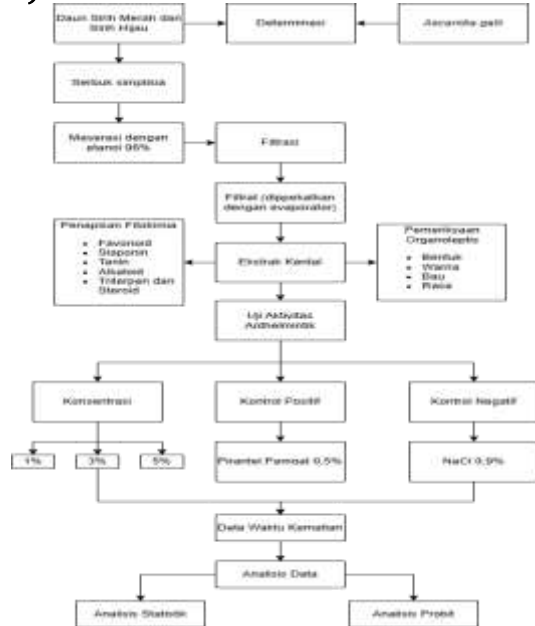 Daun Sirih Merah dan
Sirih Hijau
Determinasi
Ascaridia galli
Serbuk simplisia
Maserasi dengan
etanol 96%
Filtrasi
Filtrat (dipekatkan
dengan evaporator)
Penapisan Fitokimia
Favonoid
Siaponin
Tanin
Alkaloid
Triterpen dan
Steroid
Ekstrak Kental
Pemeriksaan
Organoleptis
Bentuk
Warna
Bau
Rasa
Uji Aktivitas
Antihelmintik
Konsentrasi
Kontrol Positif
Kontrol Negatif
1%
3%
5%
Pirantel Pamoat 0,5%
NaCl 0,9%
Data Waktu Kematian
Analisis Data
Analisis Statistik
Analisis Probit